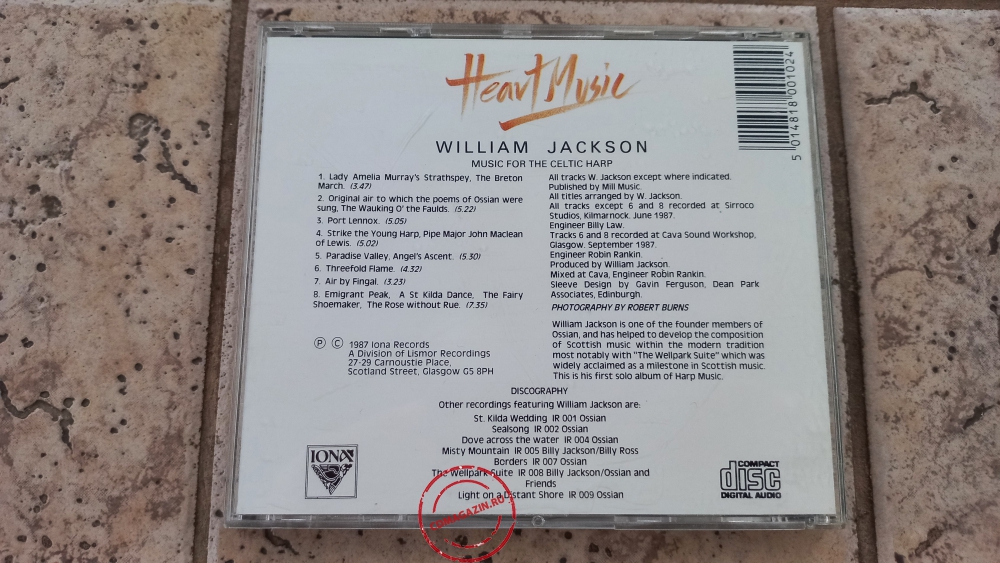 Heart Music
WILLIAM JACKSON
MUSIC FOR THE CELTIC HARP
1. Lady Amelia Murray's Strathspey, The Breton
March. (3.47)
2. Original air to which the poems of Ossian were
sung, The Wauking O' the Faulds. (5.22)
3. Port Lennox. (5.05)
4. Strike the Young Harp, Pipe Major John Maclean
of Lewis. (5.02)
5. Paradise Valley, Angel's Ascent. (5.30)
6. Threefold Flame. (4.32)
7. Air by Fingal. (3.23)
8. Emigrant Peak, A St Kilda Dance, The Fairy
Shoemaker, The Rose without Rue. (7.35)
Ⓟ Ⓒ 1987 Iona Records
A Division of Lismor Recordings
27-29 Carnoustie Place,
Scotland Street, Glasgow G5 8PH
All tracks W. Jackson except where indicated.
Published by Mill Music.
All titles arranged by W. Jackson.
All tracks except 6 and 8 recorded at Sirroco
Studios, Kilmarnock. June 1987.
Engineer Billy Law.
Tracks 6 and 8 recorded at Cava Sound Workshop,
Glasgow. September 1987.
Engineer Robin Rankin.
Produced by William Jackson.
Mixed at Cava, Engineer Robin Rankin.
Sleeve Design by Gavin Ferguson, Dean Park
Associates, Edinburgh.
PHOTOGRAPHY BY ROBERT BURNS
William Jackson is one of the founder members of
Ossian, and has helped to develop the composition
of Scottish music within the modern tradition
most notably with "The Wellpark Suite" which was
widely acclaimed as a milestone in Scottish music.
This is his first solo album of Harp Music.
DISCOGRAPHY
Other recordings featuring William Jackson are:
St. Kilda Wedding IR 001 Ossian
Sealsong IR 002 Ossian
Dove across the water IR 004 Ossian
Misty Mountain IR 005 Billy Jackson/Billy Ross
Borders IR 007 Ossian
The Wellpark Suite IR 008 Billy Jackson/Ossian and
Friends
Light on a Distant Shore IR 009 Ossian
IONA
COMPACT
disc
DIGITAL AUDIO
5 014818 001024